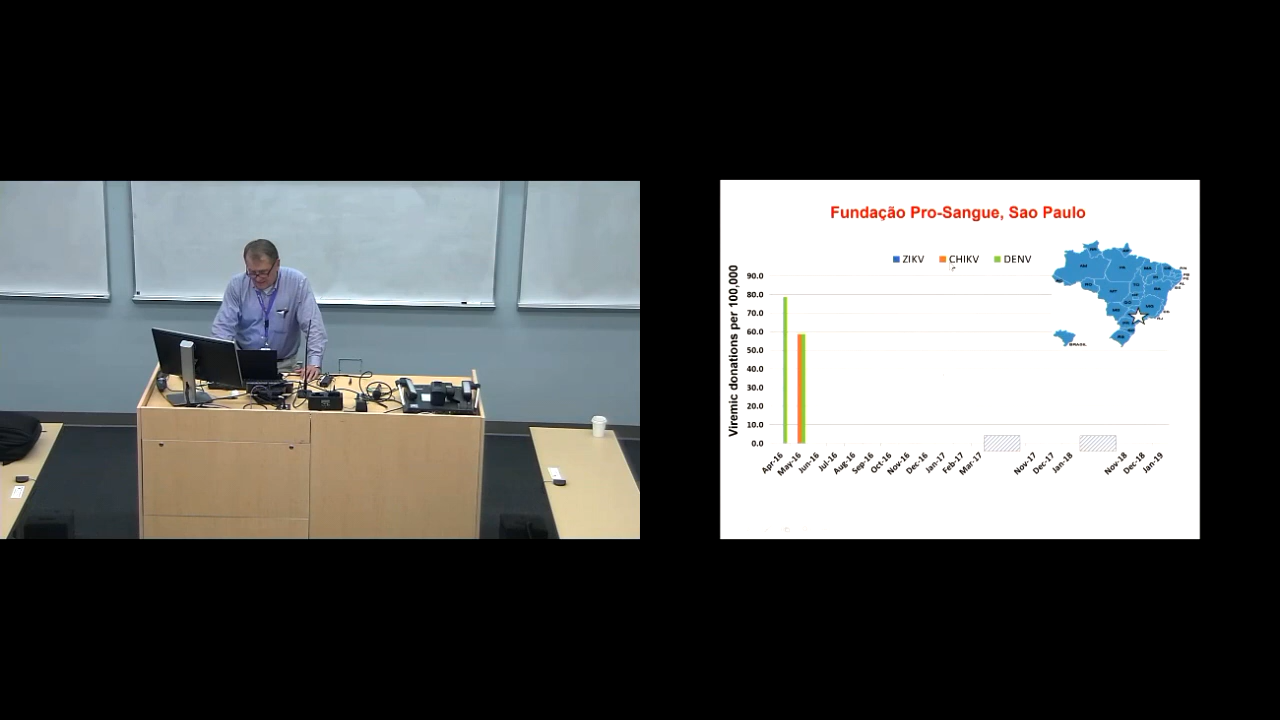 Fundação Pro-Sangue, Sao Paulo
ZIKV CHIKV DENV
Viremic donations per 100,000
90.0
80.0
70.0
60.0
50.0
40.0
30.0
20.0
10.0
0.0
Apr-16 May-16 Jun-16 Jul-16 Aug-16 Sep-16 Oct-16 Nov-16 Dec-16 Jan-17 Feb-17 Mar-17 Nov-17 Dec-17 Jan-18 Nov-18 Dec-18 Jan-19
BRASIL